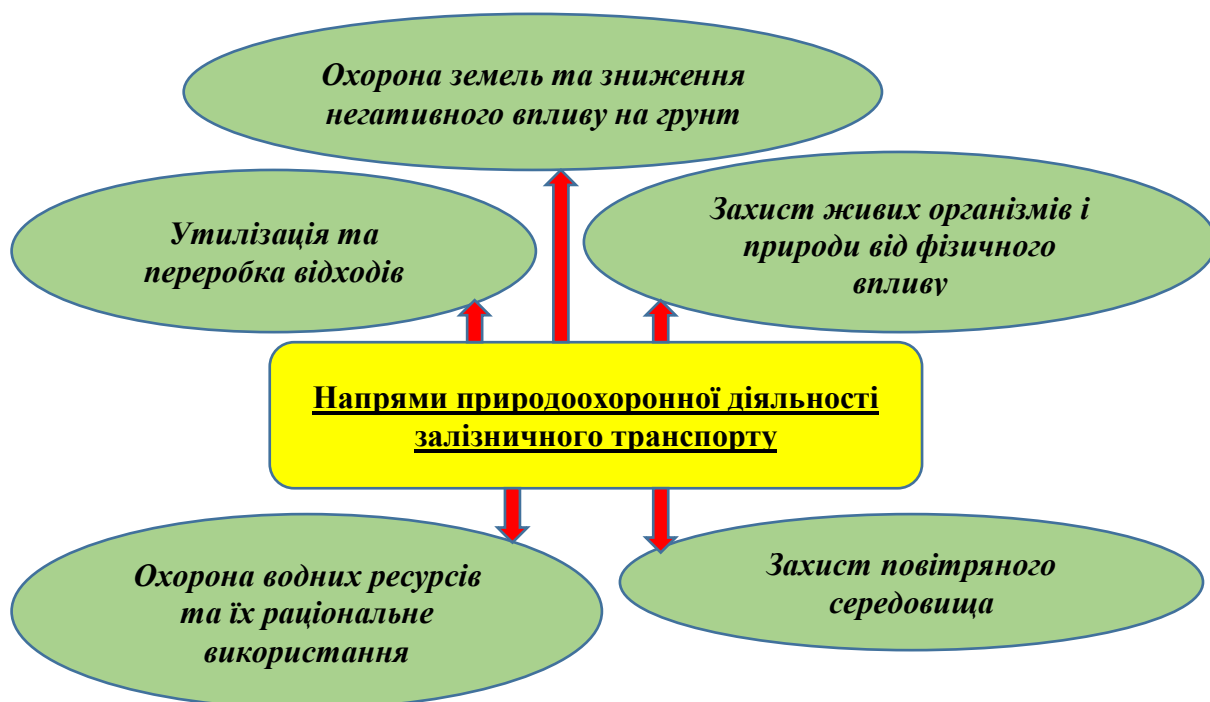 Охорона земель та зниження
негативного впливу на грунт
Утилізація та
переробка відходів
Захист живих організмів і
природи від фізичного
впливу
Напрями природоохоронної діяльності
залізничного транспорту
Охорона водних ресурсів
та їх раціональне
використання
Захист повітряного
середовища